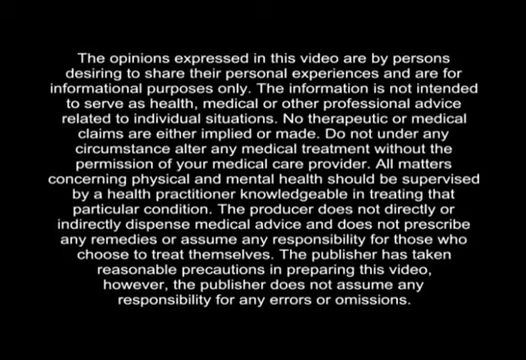 The opinions expressed in this video are by persons
desiring to share their personal experiences and are for
informational purposes only. The information is not intended
to serve as health, medical or other professional advice
related to individual situations. No therapeutic or medical
claims are either implied or made. Do not under any
circumstance alter any medical treatment without the
permission of your medical care provider. All matters
concerning physical and mental health should be supervised
by a health practitioner knowledgeable in treating that
particular condition. The producer does not directly or
indirectly dispense medical advice and does not prescribe
any remedies or assume any responsibility for those who
choose to treat themselves. The publisher has taken
reasonable precautions in preparing this video,
however, the publisher does not assume any
responsibility for any errors or omissions.